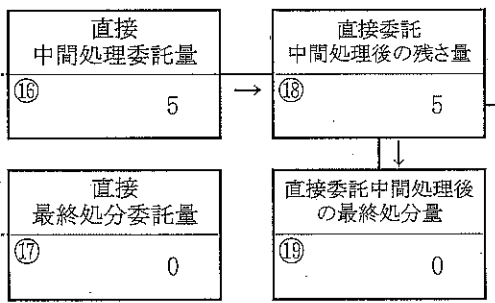 直接
中間処理委託量
⑯
5
→
直接委託
中間処理後の残さ量
⑱
5
↓
直接
最終処分委託量
⑰
0
直接委託中間処理後
の最終処分量
⑲
0